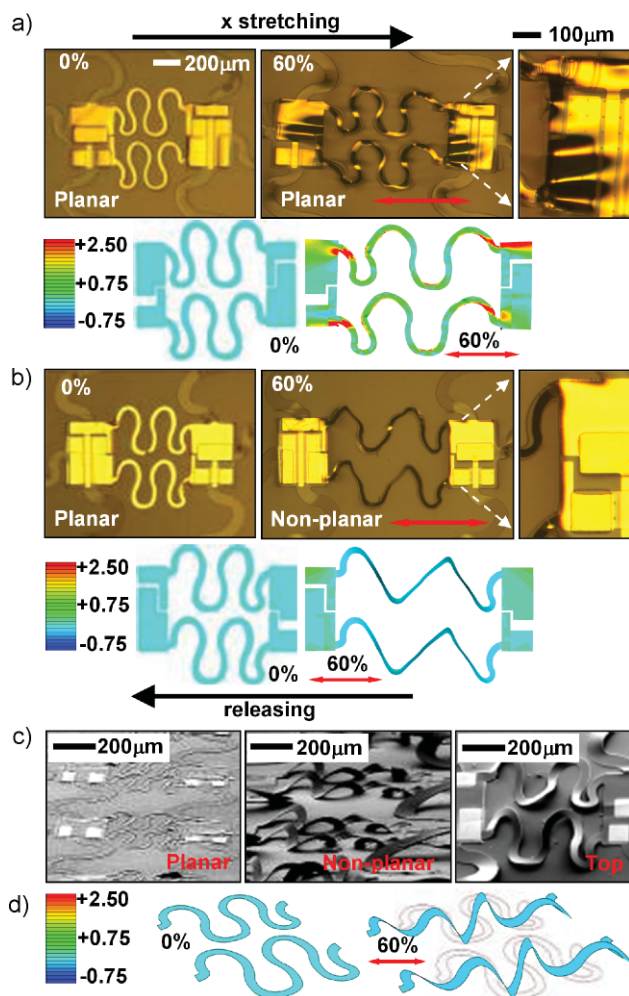 a)
x stretching
0%
200μm
60%
100μm
Planar
Planar
+2.50
+0.75
-0.75
0%
60%
b)
0%
60%
Planar
Non-planar
+2.50
+0.75
-0.75
0%
60%
releasing
c)
200μm
200μm
200μm
Planar
Non-planar
Top
d)
+2.50
+0.75
-0.75
0%
60%